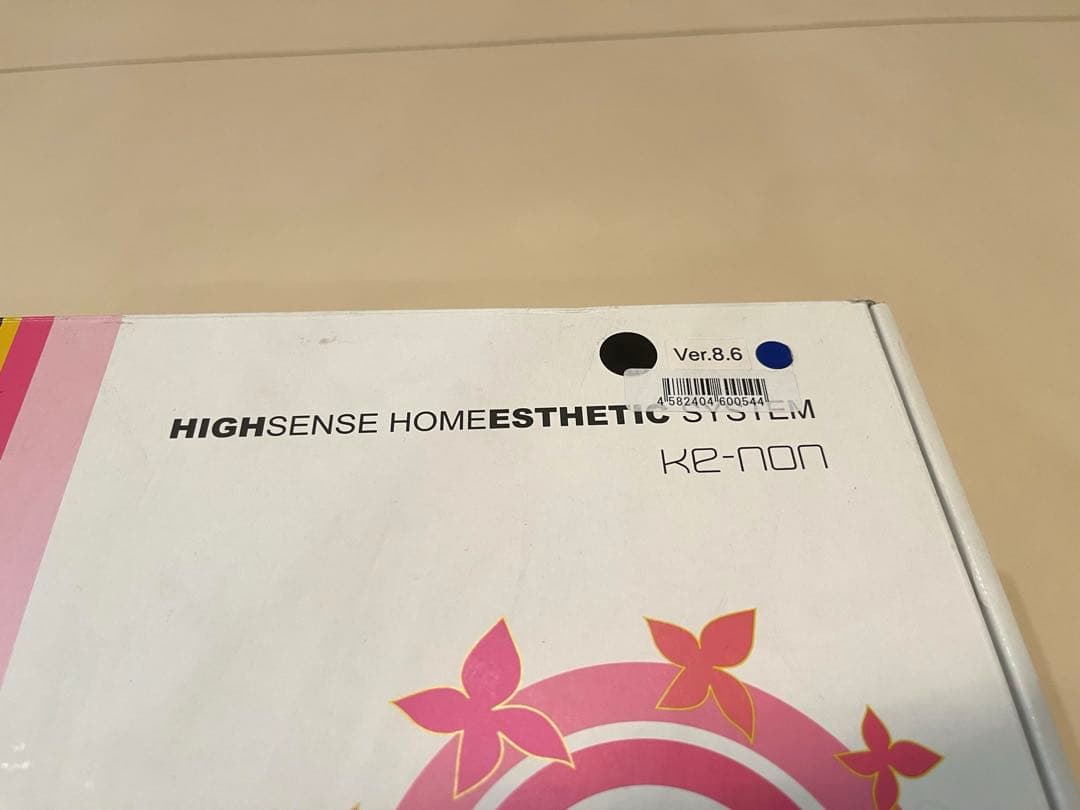 Ver.8.6
4 582404 600544
HIGHSENSE HOMEESTHETIC SYSTEM
ke-non